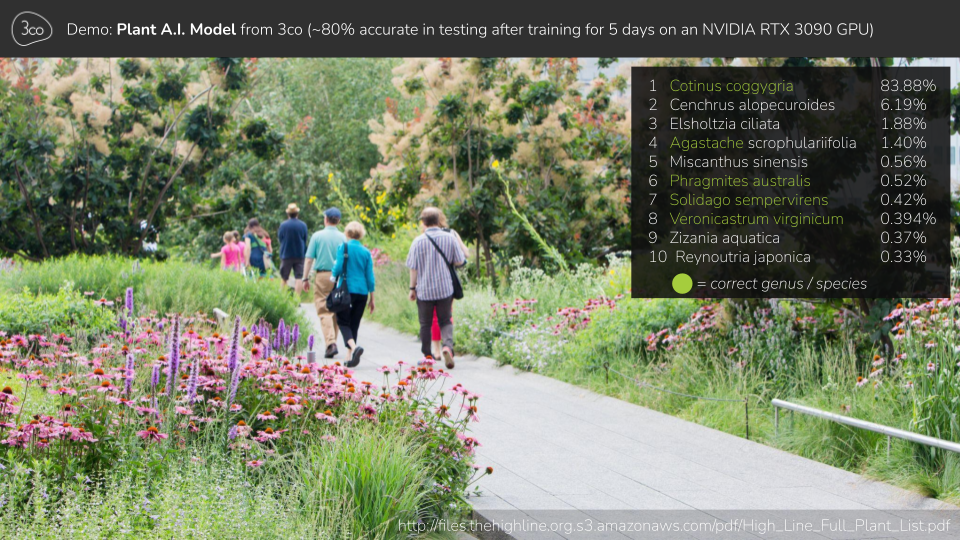 3co Demo: Plant A.I. Model from 3co (~80% accurate in testing after training for 5 days on an NVIDIA RTX 3090 GPU)
1 Cotinus coggygria 83.88%
2 Cenchrus alopecuroides 6.19%
3 Elsholtzia ciliata 1.88%
4 Agastache scrophulariifolia 1.40%
5 Miscanthus sinensis 0.56%
6 Phragmites australis 0.52%
7 Solidago sempervirens 0.42%
8 Veronicastrum virginicum 0.394%
9 Zizania aquatica 0.37%
10 Reynoutria japonica 0.33%
= correct genus / species
http://files.thehighline.org.s3.amazonaws.com/pdf/High_Line_Full_Plant_List.pdf